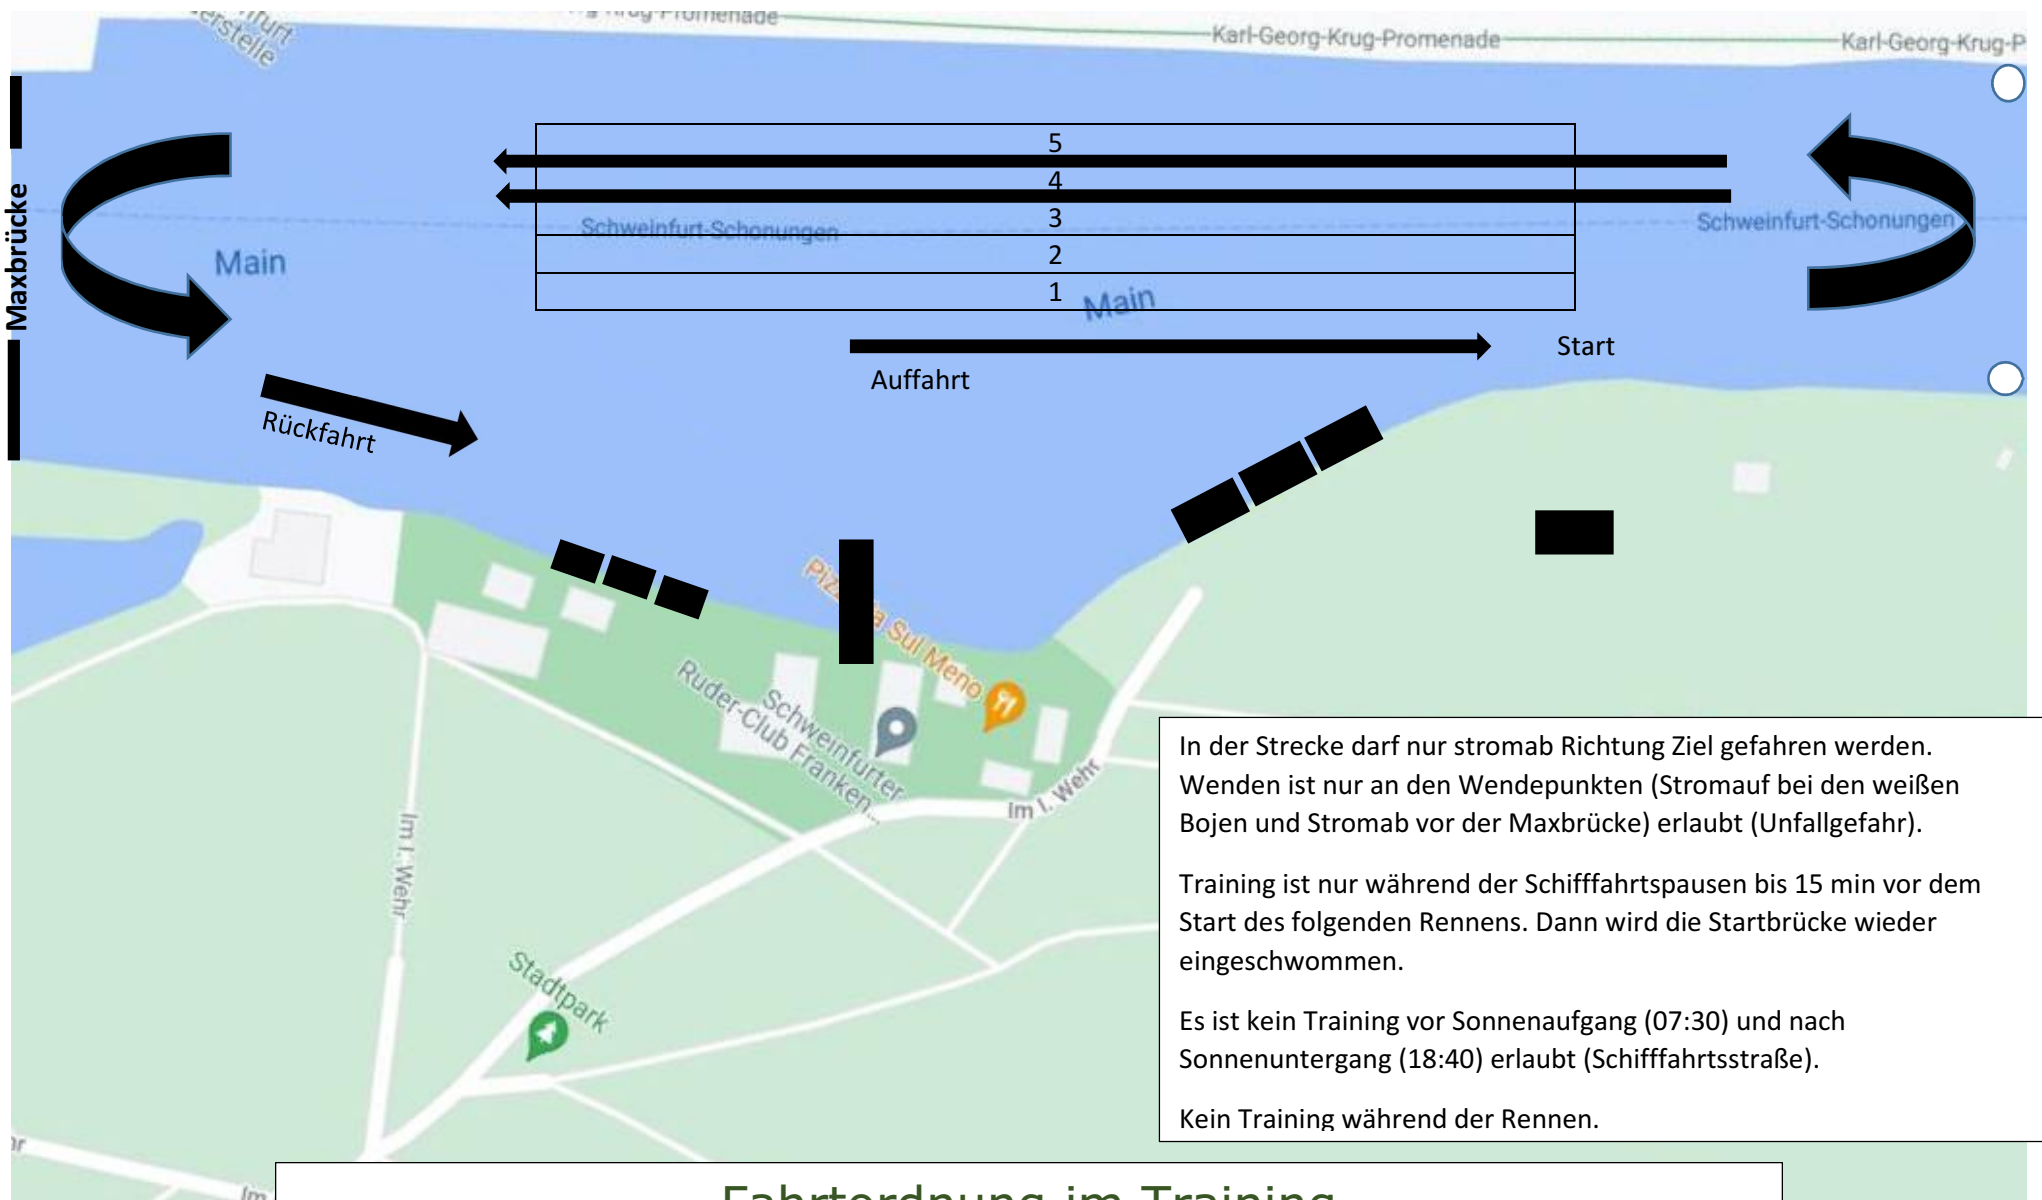 Karl-Georg-Krug-Promenade
Karl-Georg-Krug-P
Maxbrücke
5
4
3
2
1
Schweinfurt-Schonungen
Schweinfurt-Schonungen
Main
Main
Start
Auffahrt
Rückfahrt
Sul Meno
Schweinfurter
Ruder-Club Franken...
Im I. Wehr
Im I. Wehr
Stadtpark
In der Strecke darf nur stromab Richtung Ziel gefahren werden.
Wenden ist nur an den Wendepunkten (Stromauf bei den weißen
Bojen und Stromab vor der Maxbrücke) erlaubt (Unfallgefahr).
Training ist nur während der Schifffahrtspausen bis 15 min vor dem
Start des folgenden Rennens. Dann wird die Startbrücke wieder
eingeschwommen.
Es ist kein Training vor Sonnenaufgang (07:30) und nach
Sonnenuntergang (18:40) erlaubt (Schifffahrtsstraße).
Kein Training während der Rennen.
Im
Fahrtordnung im Training